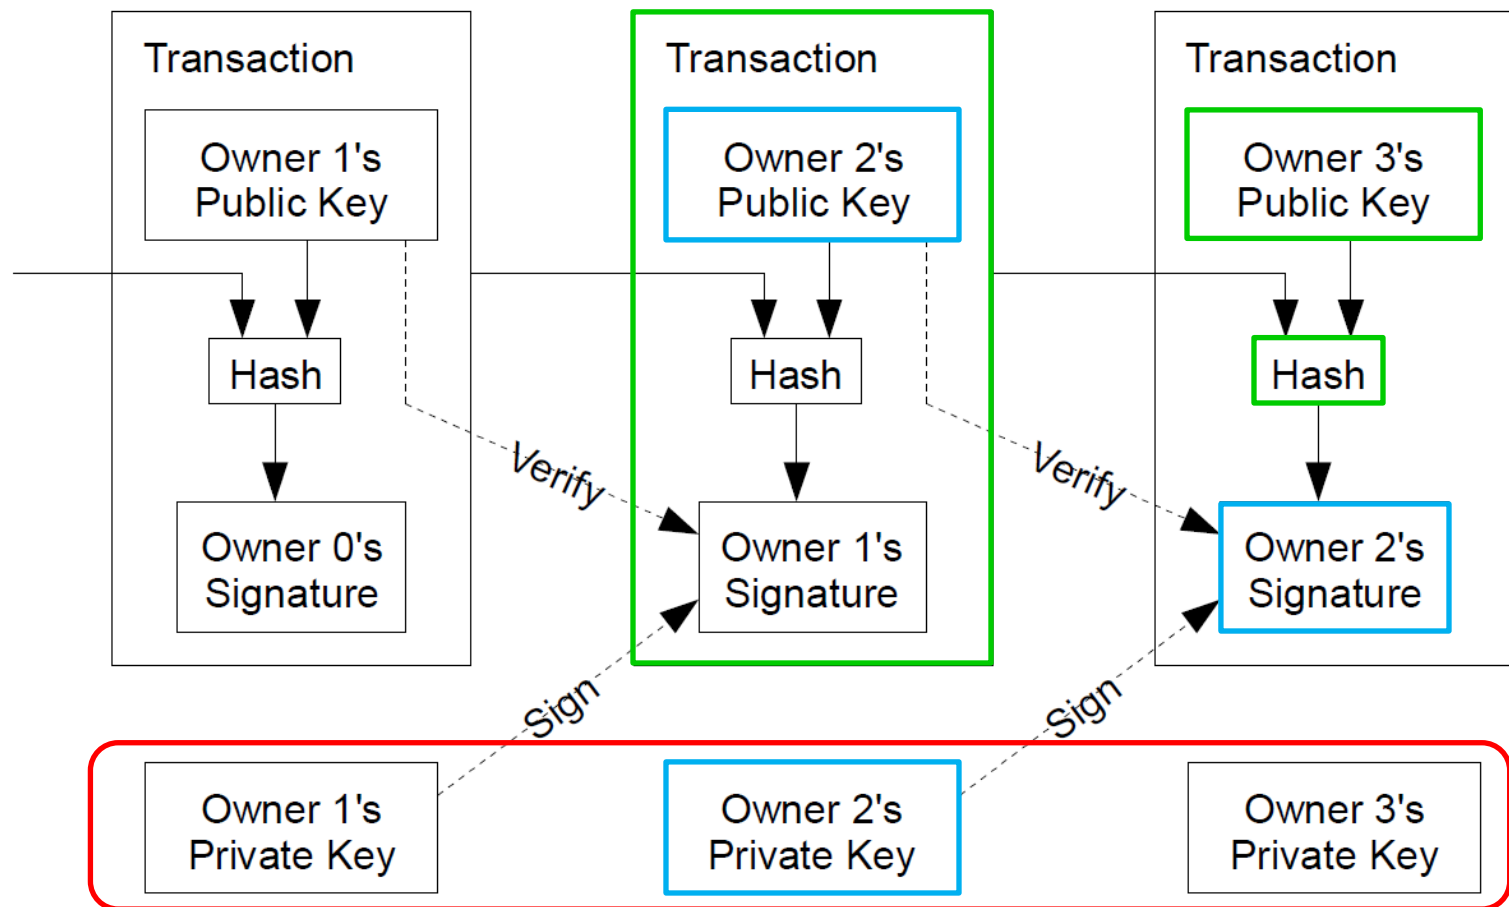 Transaction
Owner 1's
Public Key
Hash
Owner 0's
Signature
Verify
Sign
Transaction
Owner 2's
Public Key
Hash
Owner 1's
Signature
Verify
Sign
Transaction
Owner 3's
Public Key
Hash
Owner 2's
Signature
Owner 1's
Private Key
Owner 2's
Private Key
Owner 3's
Private Key